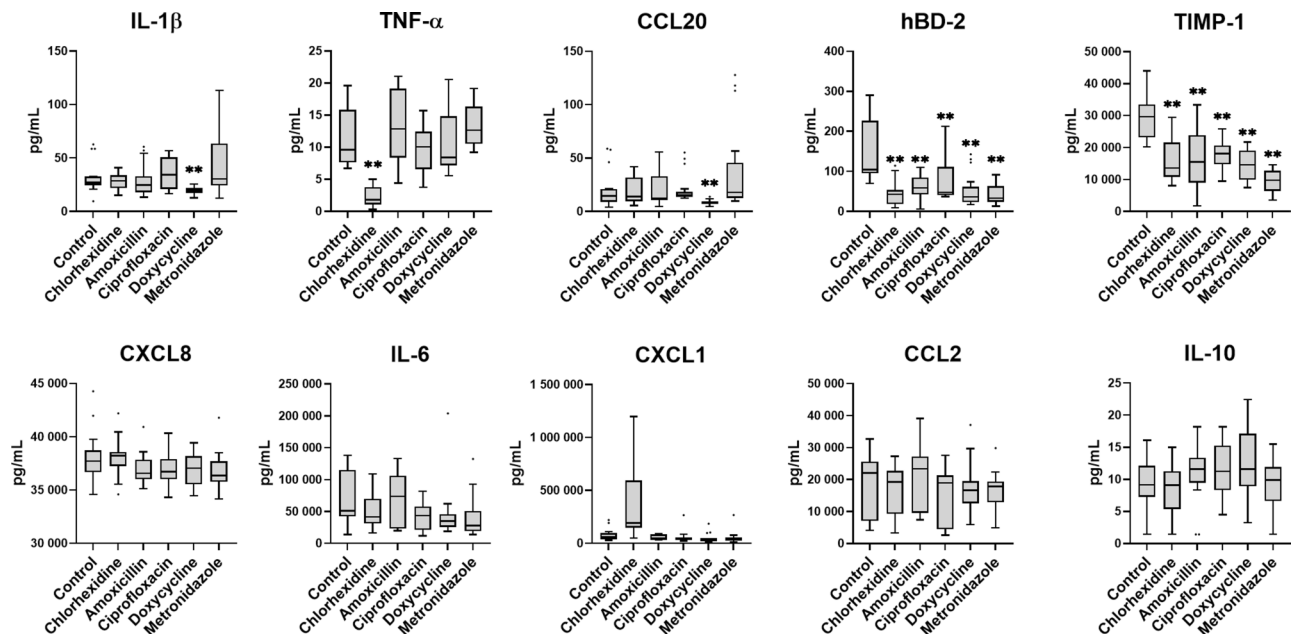 IL-1β
pg/mL
150
100
50
0
Control
Chlorhexidine
Amoxicillin
Ciprofloxacin
Doxycycline
Metronidazole
**
TNF-α
pg/mL
25
20
15
10
5
0
Control
Chlorhexidine
Amoxicillin
Ciprofloxacin
Doxycycline
Metronidazole
**
CCL20
pg/mL
150
100
50
0
Control
Chlorhexidine
Amoxicillin
Ciprofloxacin
Doxycycline
Metronidazole
**
hBD-2
pg/mL
400
300
200
100
0
Control
Chlorhexidine
Amoxicillin
Ciprofloxacin
Doxycycline
Metronidazole
** ** ** ** **
TIMP-1
pg/mL
50 000
40 000
30 000
20 000
10 000
0
Control
Chlorhexidine
Amoxicillin
Ciprofloxacin
Doxycycline
Metronidazole
** ** ** ** **
CXCL8
pg/mL
45 000
40 000
35 000
30 000
Control
Chlorhexidine
Amoxicillin
Ciprofloxacin
Doxycycline
Metronidazole
IL-6
pg/mL
250 000
200 000
150 000
100 000
50 000
0
Control
Chlorhexidine
Amoxicillin
Ciprofloxacin
Doxycycline
Metronidazole
CXCL1
pg/mL
1 500 000
1 000 000
500 000
0
Control
Chlorhexidine
Amoxicillin
Ciprofloxacin
Doxycycline
Metronidazole
CCL2
pg/mL
50 000
40 000
30 000
20 000
10 000
0
Control
Chlorhexidine
Amoxicillin
Ciprofloxacin
Doxycycline
Metronidazole
IL-10
pg/mL
25
20
15
10
5
0
Control
Chlorhexidine
Amoxicillin
Ciprofloxacin
Doxycycline
Metronidazole